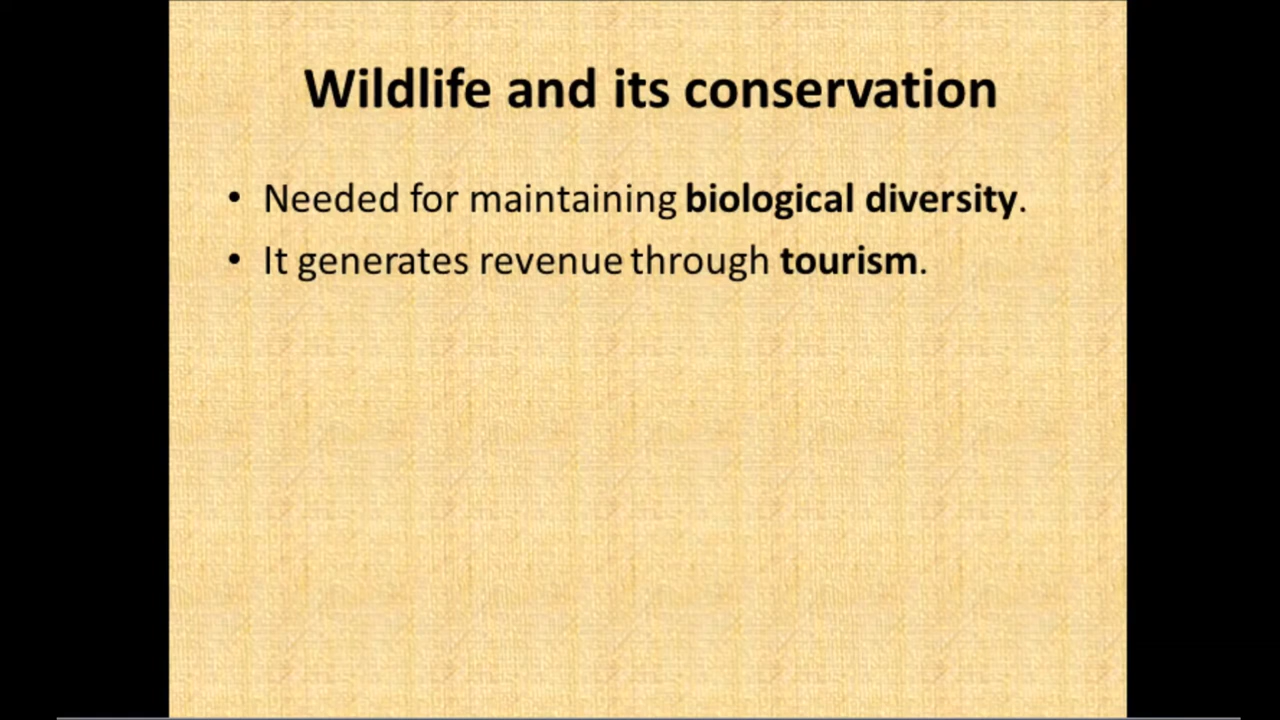 Wildlife and its conservation
• Needed for maintaining biological diversity.
• It generates revenue through tourism.